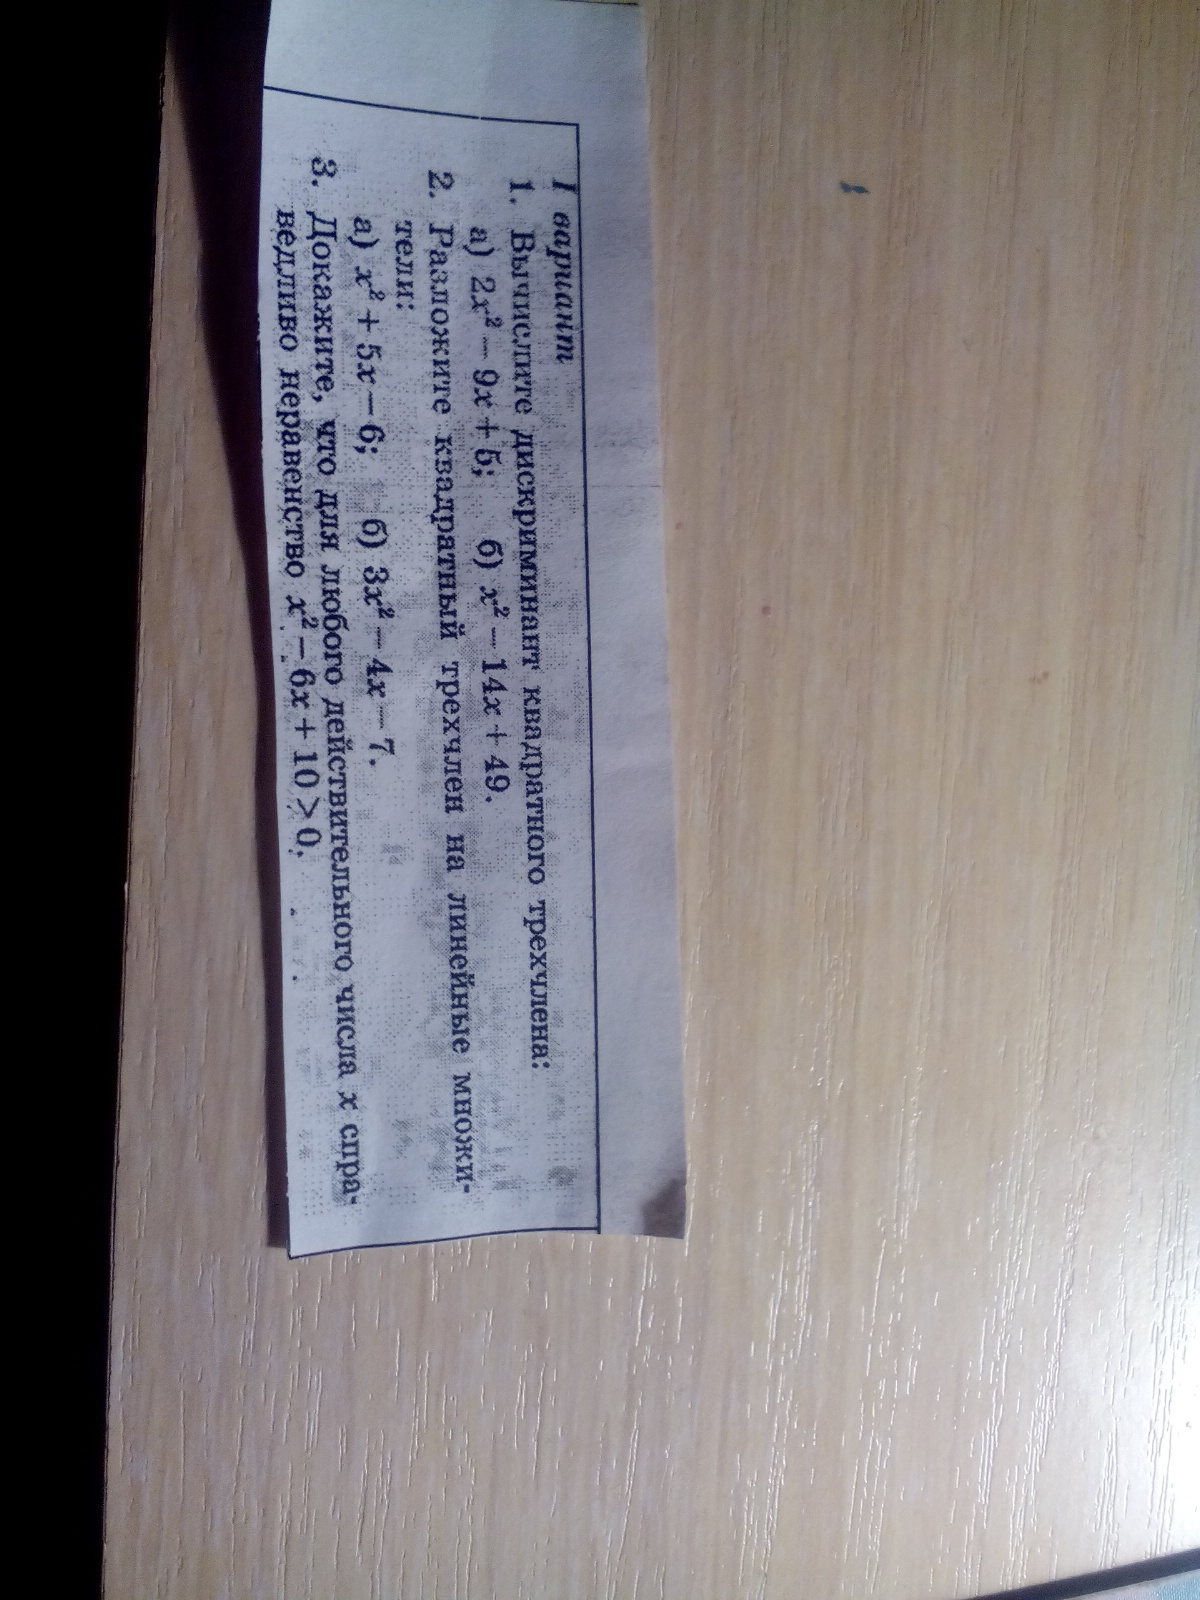 I вариант
1. Вычислите дискриминант квадратного трехчлена:
а) 2x² − 9x + 5; б) x² − 14x + 49.
2. Разложите квадратный трехчлен на линейные множи-
тели:
а) x² + 5x − 6; б) 3x² − 4x − 7.
3. Докажите, что для любого действительного числа x спра-
ведливо неравенство x² − 6x + 10 > 0.